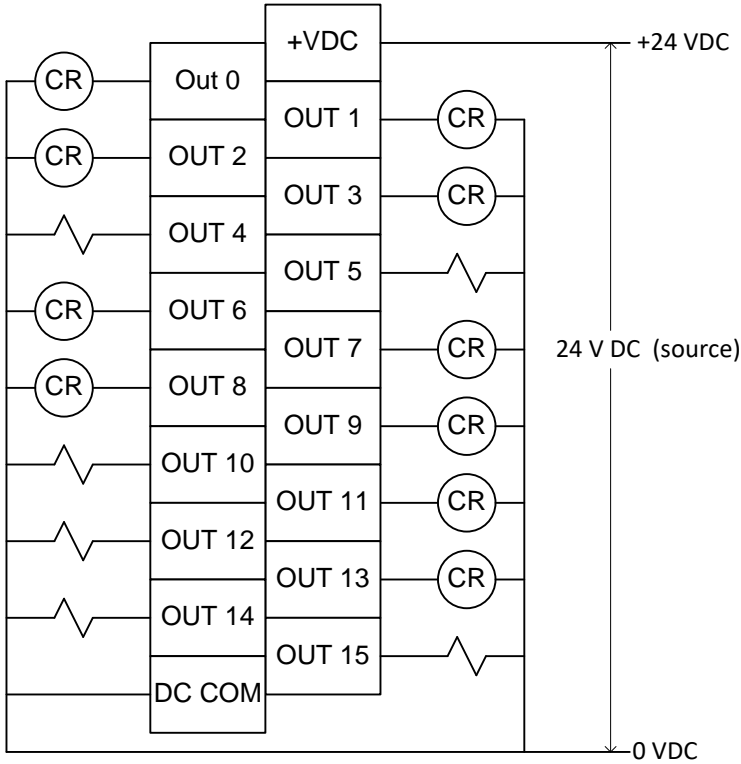 +VDC
+24 VDC
CR
Out 0
OUT 1
CR
CR
OUT 2
OUT 3
CR
OUT 4
OUT 5
CR
OUT 6
OUT 7
CR
24 V DC (source)
CR
OUT 8
OUT 9
CR
OUT 10
OUT 11
CR
OUT 12
OUT 13
CR
OUT 14
OUT 15
DC COM
0 VDC